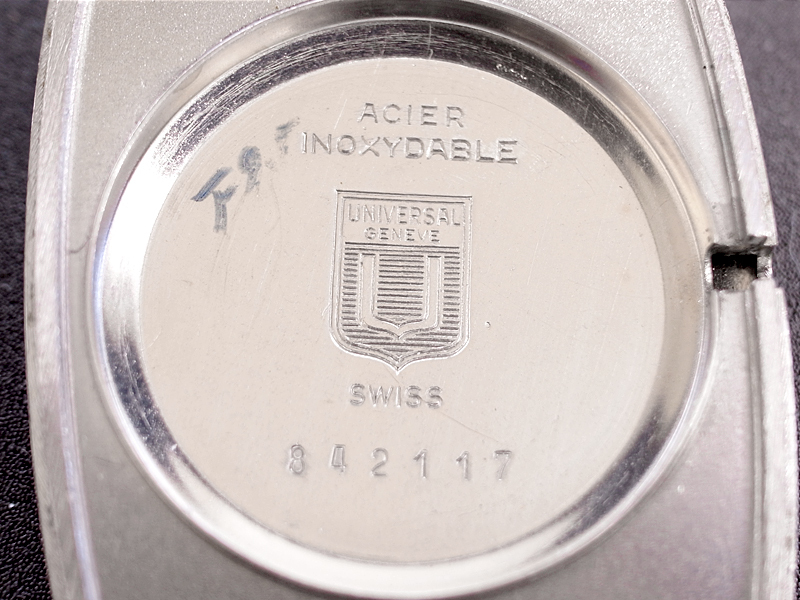 ACIER
INOXYDABLE
UNIVERSAL
GENEVE
U
SWISS
842117